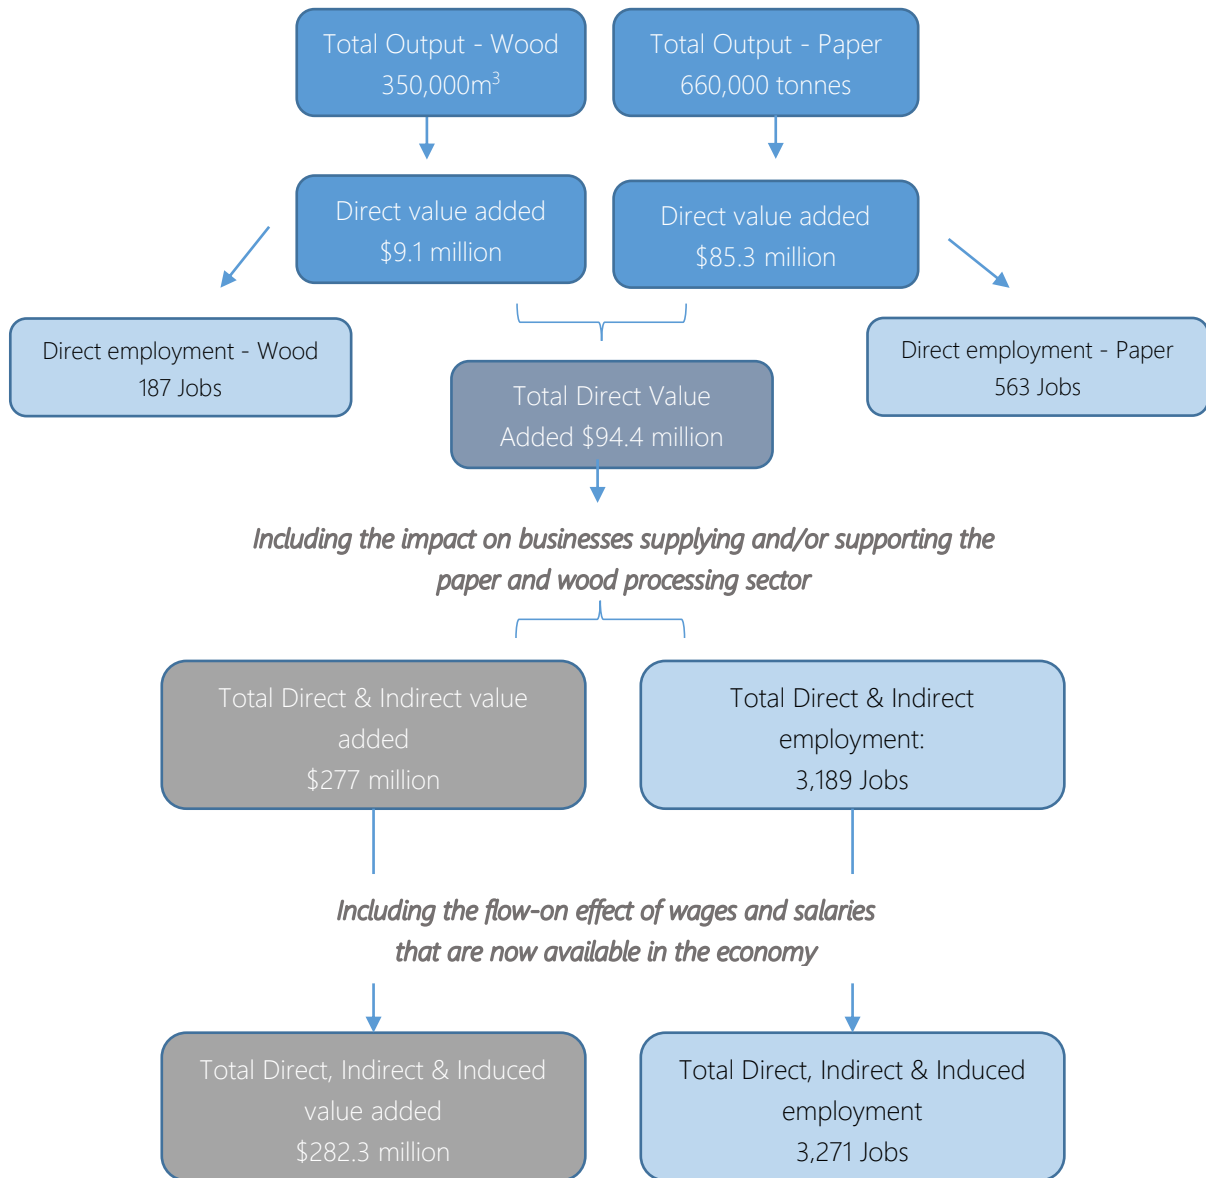 Total Output - Wood
350,000m³
Total Output - Paper
660,000 tonnes
Direct value added
$9.1 million
Direct value added
$85.3 million
Direct employment - Wood
187 Jobs
Direct employment - Paper
563 Jobs
Total Direct Value
Added $94.4 million
Including the impact on businesses supplying and/or supporting the
paper and wood processing sector
Total Direct & Indirect value
added
$277 million
Total Direct & Indirect
employment:
3,189 Jobs
Including the flow-on effect of wages and salaries
that are now available in the economy
Total Direct, Indirect & Induced
value added
$282.3 million
Total Direct, Indirect & Induced
employment
3,271 Jobs